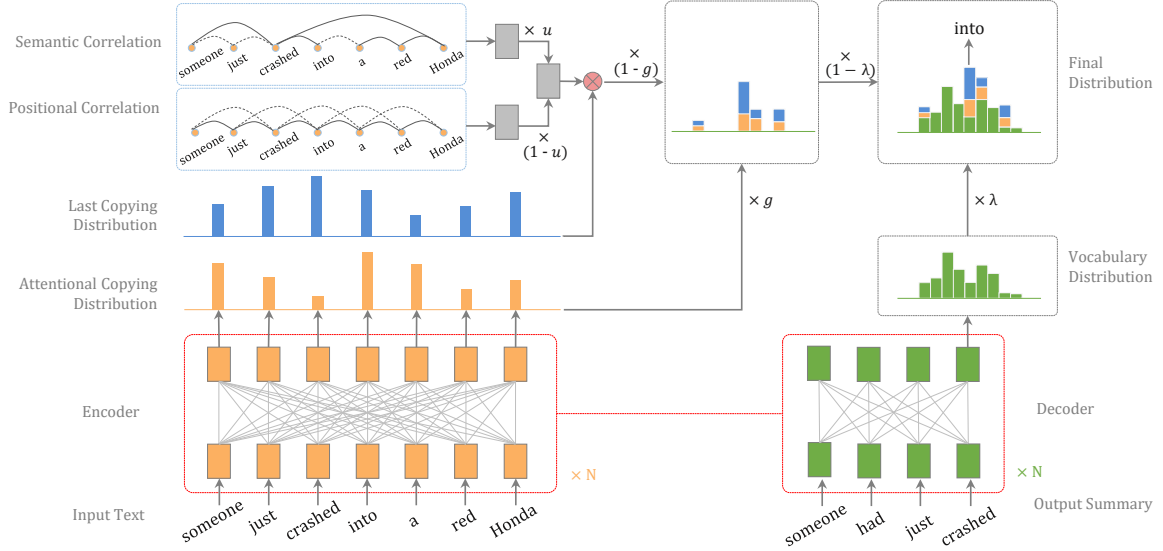 Semantic Correlation
someone just crashed into a red Honda
× u
Positional Correlation
someone just crashed into a red Honda
×
(1 - u)
×
(1 - g)
×
(1 − λ)
into
Final
Distribution
Last Copying
Distribution
× g
× λ
Attentional Copying
Distribution
Vocabulary
Distribution
Encoder
Decoder
× N
× N
Input Text
someone just crashed into a red Honda
someone had just crashed
Output Summary